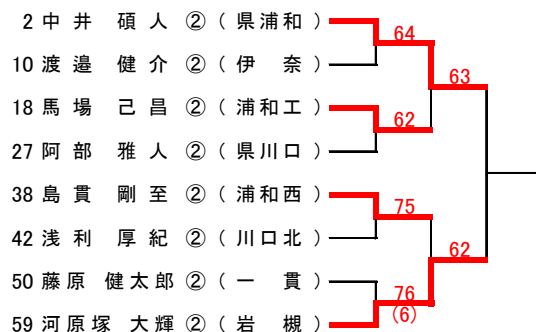 2 中井 碩人 ② (県浦和)
64
10 渡邉 健介 ② (伊奈)
63
18 馬場 己昌 ② (浦和工)
62
27 阿部 雅人 ② (県川口)
38 島貫 剛至 ② (浦和西)
75
42 浅利 厚紀 ② (川口北)
62
50 藤原 健太郎 ② (一貫)
76
(6)
59 河原塚 大輝 ② (岩槻)